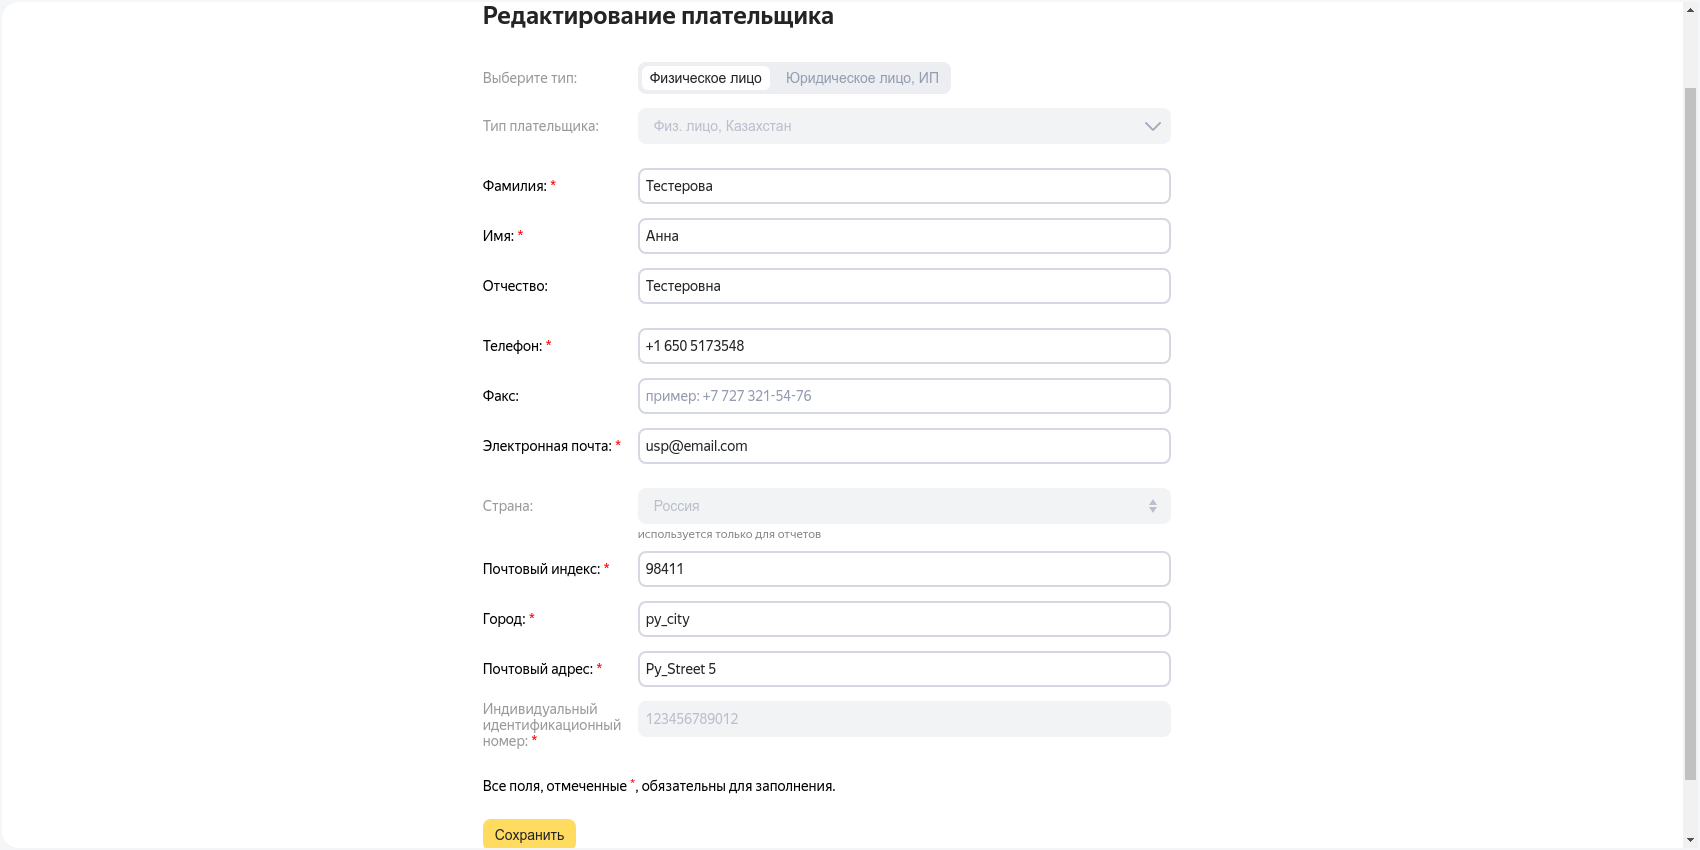 Редактирование плательщика
Выберите тип: Физическое лицо Юридическое лицо, ИП
Тип плательщика: Физ. лицо, Казахстан
Фамилия: * Тестерова
Имя: * Анна
Отчество: Тестеровна
Телефон: * +1 650 5173548
Факс: пример: +7 727 321-54-76
Электронная почта: * usp@email.com
Страна: Россия
используется только для отчетов
Почтовый индекс: * 98411
Город: * py_city
Почтовый адрес: * Py_Street 5
Индивидуальный
идентификационный
номер: *
123456789012
Все поля, отмеченные *, обязательны для заполнения.
Сохранить